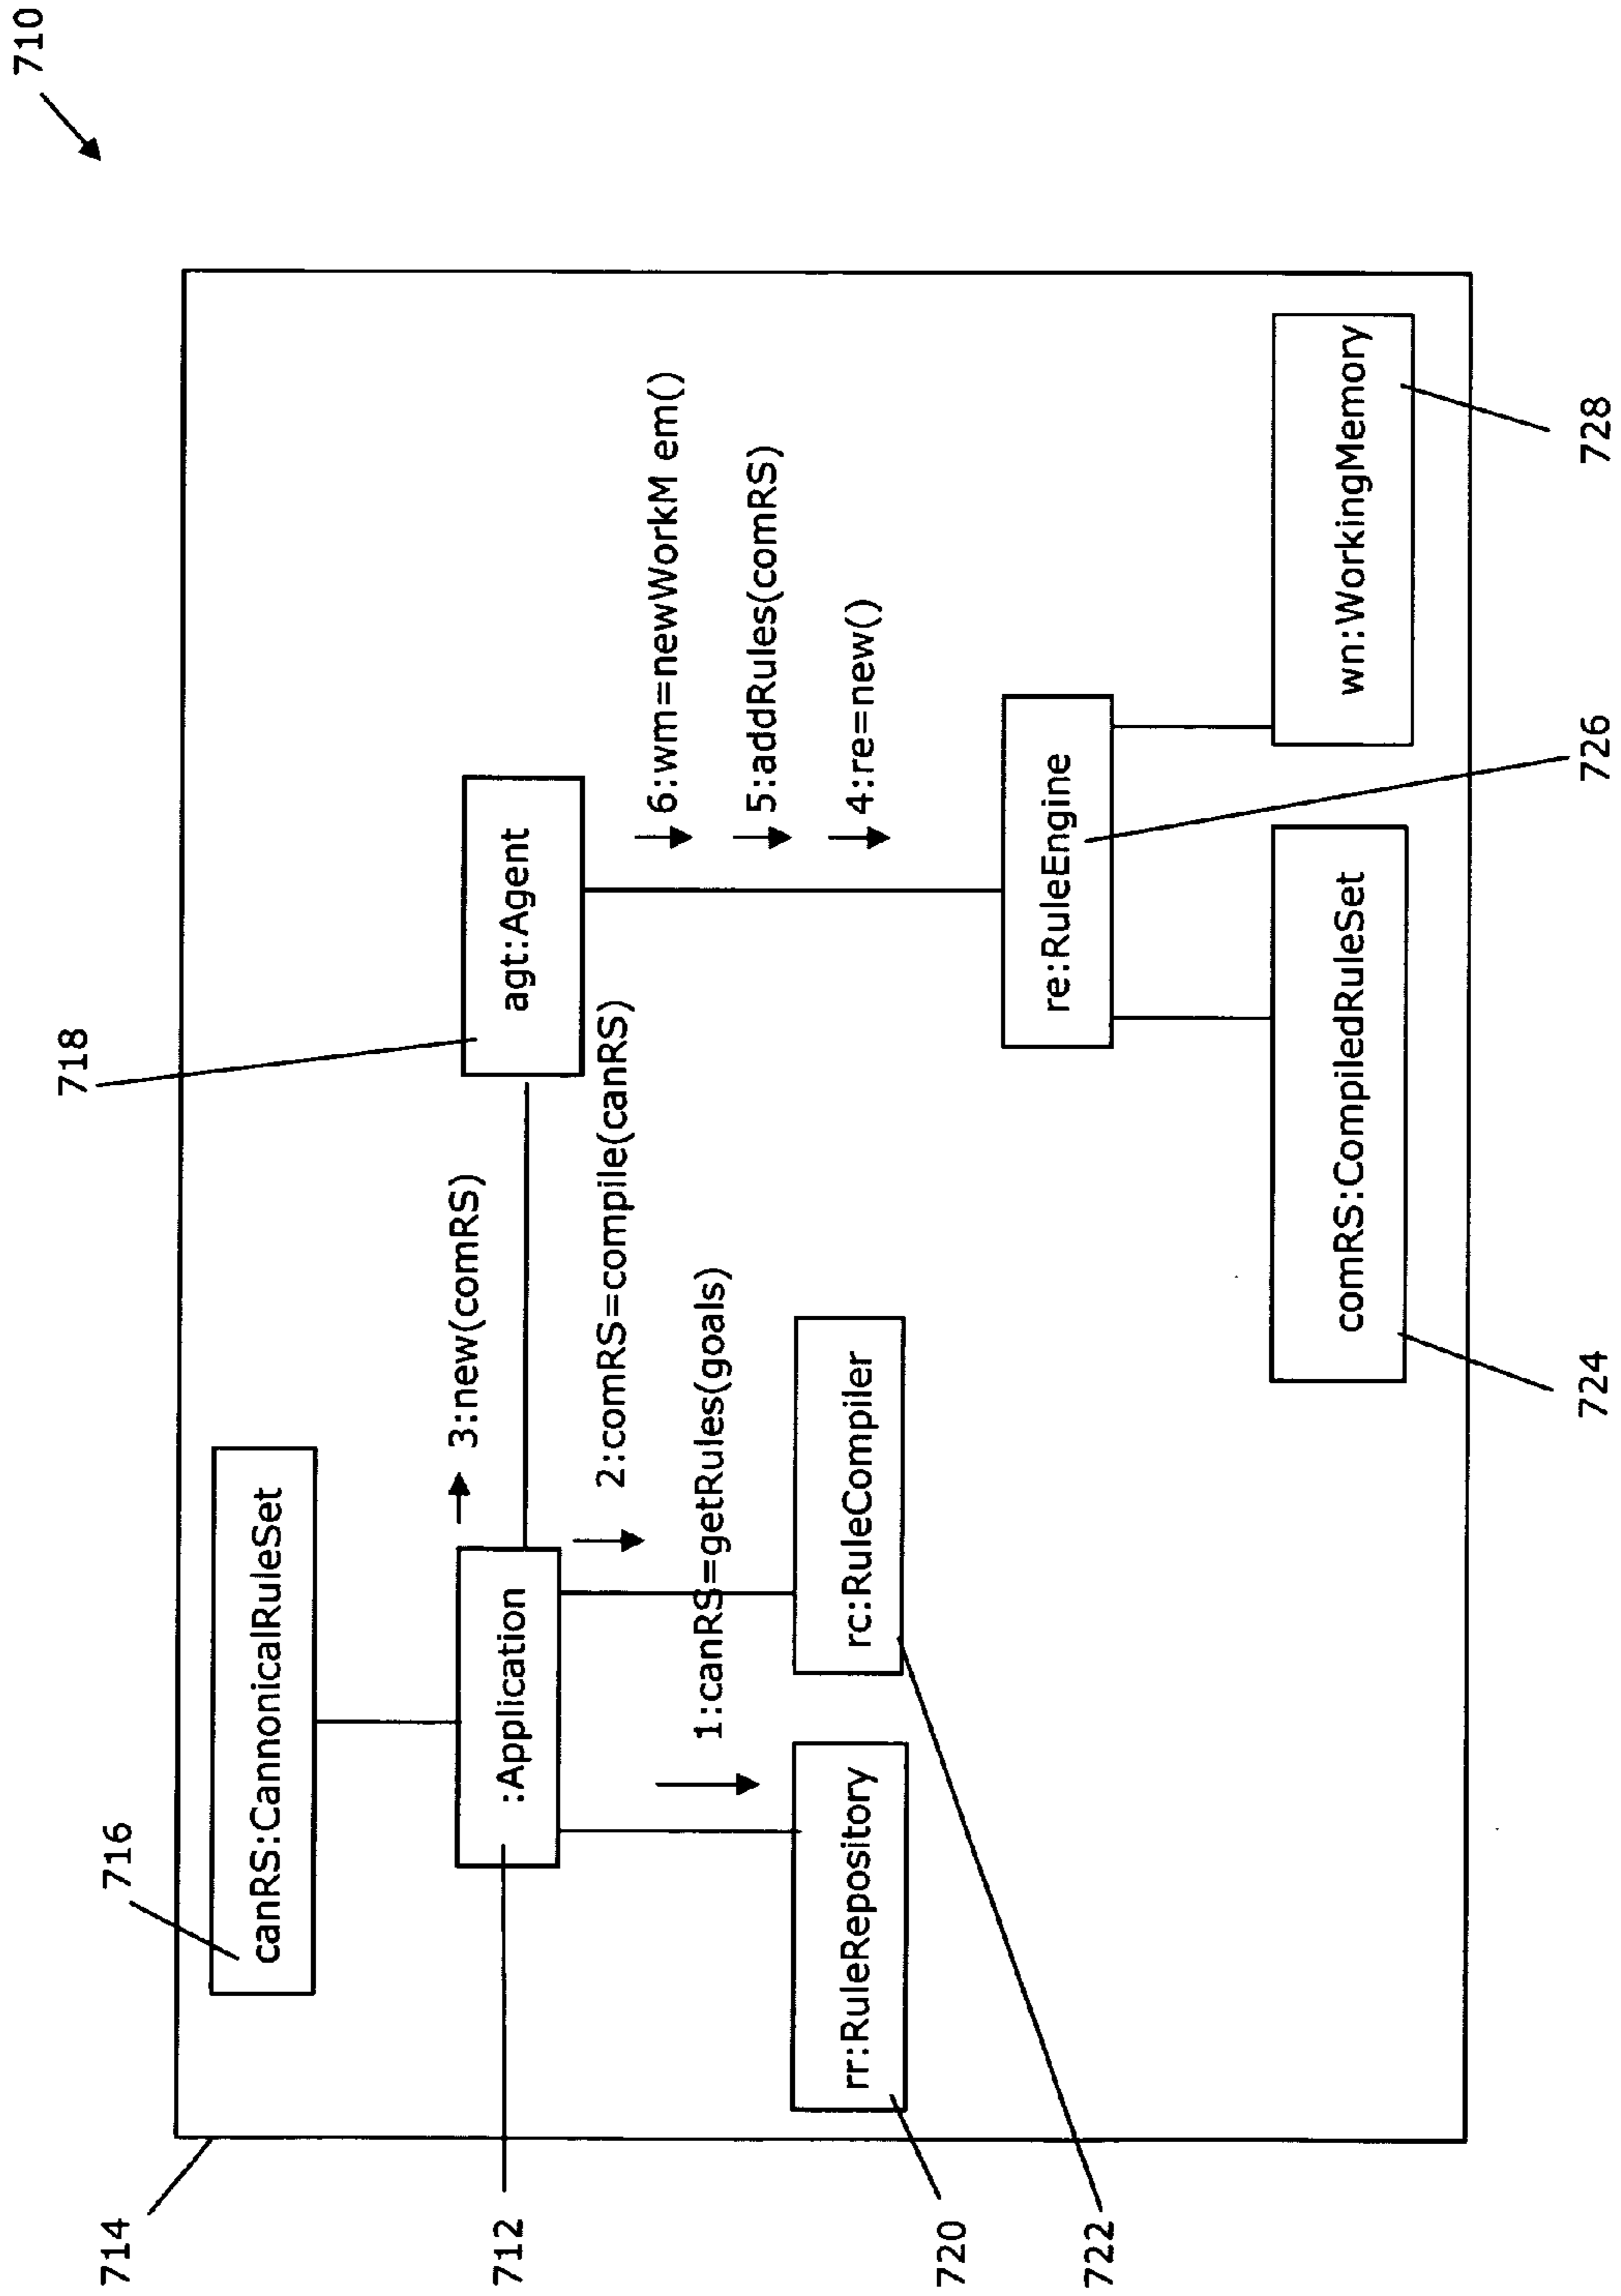 710
714
716
canRS:CannonicalRuleSet
718
712
:Application
3:new(comRS)
agt:Agent
2:comRS=compile(canRS)
6:wm=newWorkM em()
1:canRS=getRules(goals)
5:addRules(comRS)
4:re=new()
720
rr:RuleRepository
722
rc:RuleCompiler
re:RuleEngine
726
comRS:CompiledRuleSet
724
wn:WorkingMemory
728